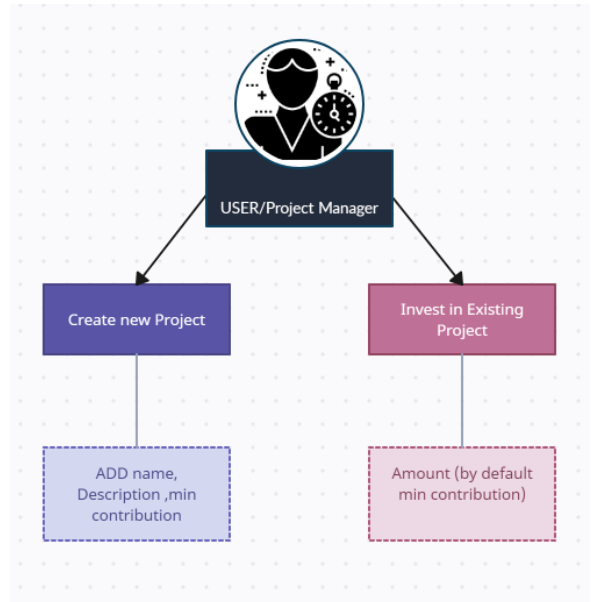 USER/Project Manager
Create new Project
Invest in Existing
Project
ADD name,
Description ,min
contribution
Amount (by default
min contribution)